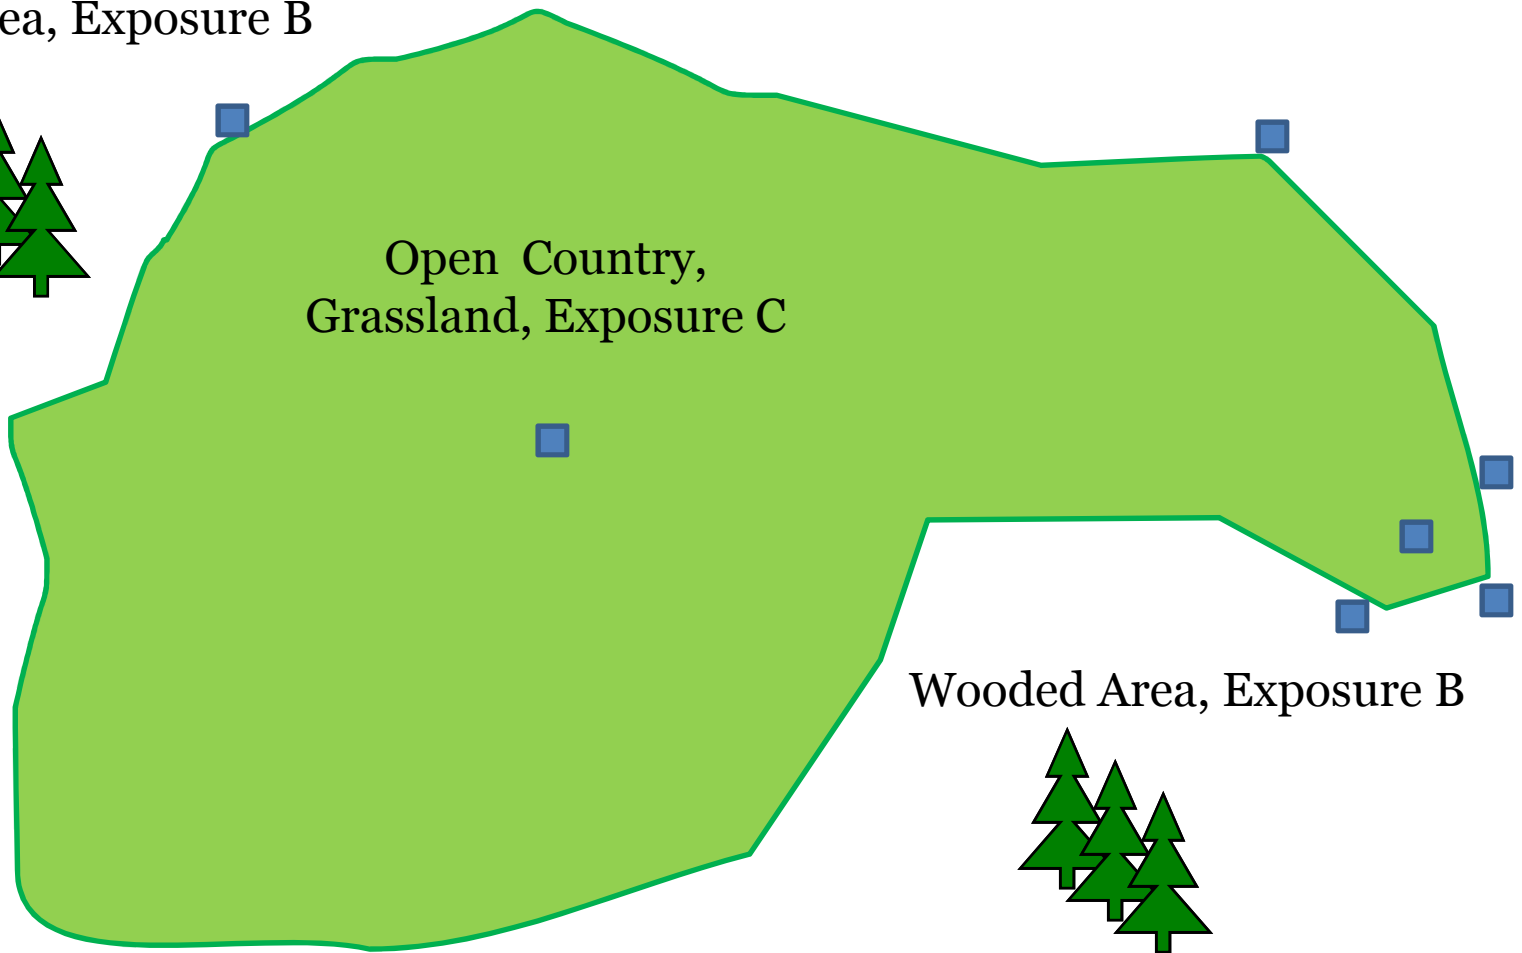 ea, Exposure B
Open Country,
Grassland, Exposure C
Wooded Area, Exposure B